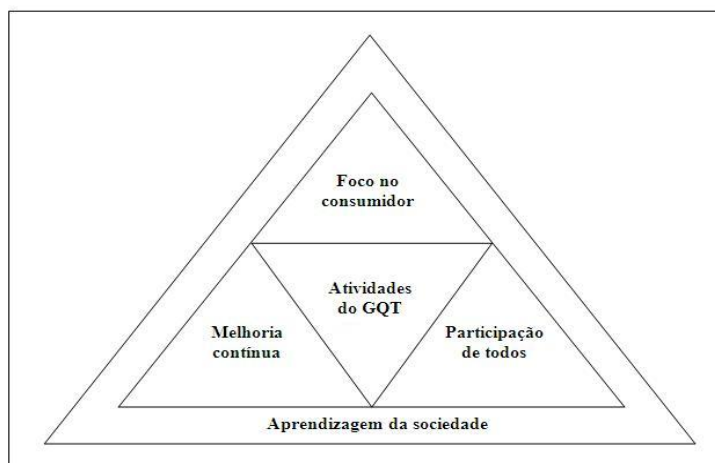 Foco no
consumidor
Atividades
do GQT
Melhoria
contínua
Participação
de todos
Aprendizagem da sociedade